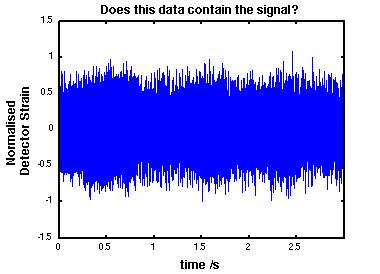 Does this data contain the signal?
1.5
1
0.5
0
-0.5
-1
-1.5
Normalised
Detector Strain
0 0.5 1 1.5 2 2.5
time /s